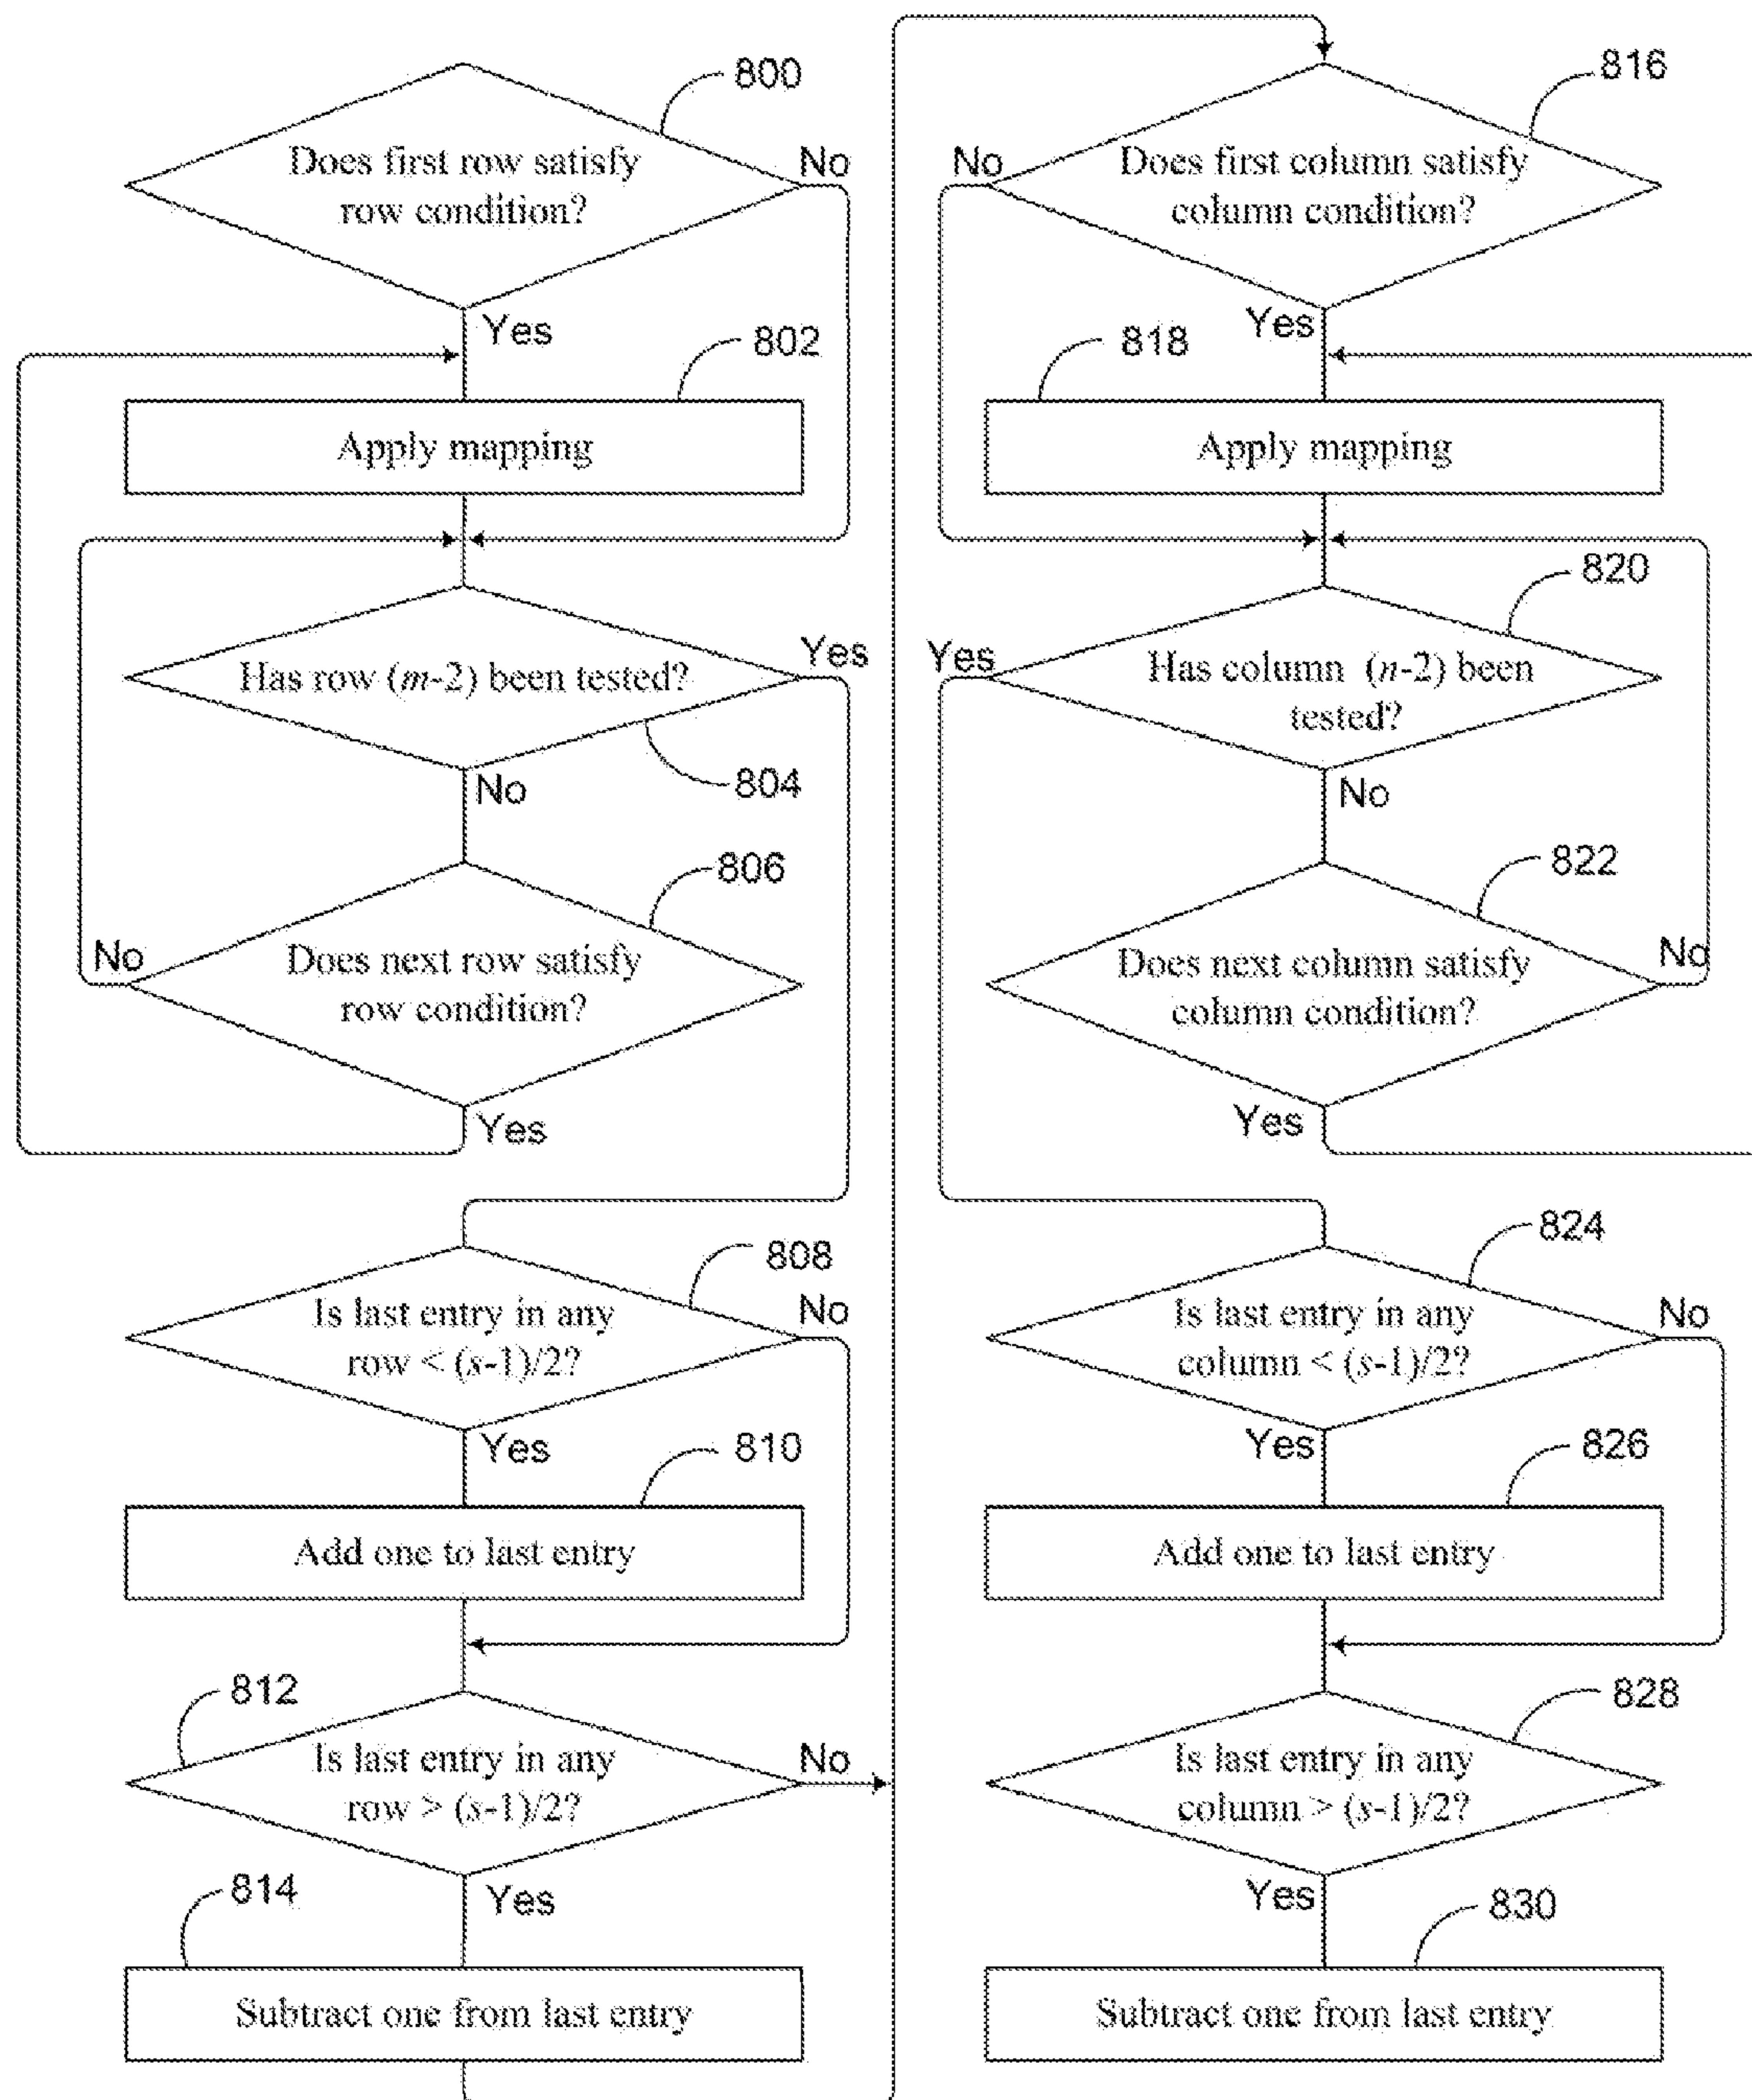 800
Does first row satisfy
row condition?
No
Yes
802
Apply mapping
Has row (m-2) been tested?
Yes
804
No
806
Does next row satisfy
row condition?
No
Yes
808
Is last entry in any
row < (s-1)/2?
No
Yes
810
Add one to last entry
812
Is last entry in any
row > (s-1)/2?
No
Yes
814
Subtract one from last entry
816
Does first column satisfy
column condition?
No
Yes
818
Apply mapping
820
Has column (n-2) been
tested?
Yes
No
822
Does next column satisfy
column condition?
No
Yes
824
Is last entry in any
column < (s-1)/2?
No
Yes
826
Add one to last entry
828
Is last entry in any
column > (s-1)/2?
Yes
830
Subtract one from last entry